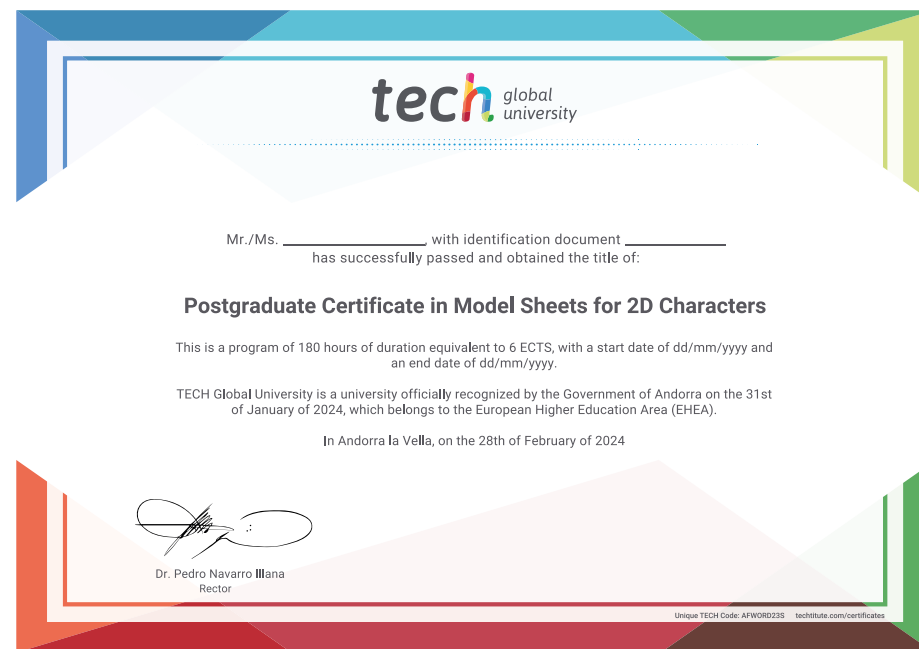 tech global
university
Mr./Ms. ____________________, with identification document ______________
has successfully passed and obtained the title of:
Postgraduate Certificate in Model Sheets for 2D Characters
This is a program of 180 hours of duration equivalent to 6 ECTS, with a start date of dd/mm/yyyy and
an end date of dd/mm/yyyy.
TECH Global University is a university officially recognized by the Government of Andorra on the 31st
of January of 2024, which belongs to the European Higher Education Area (EHEA).
In Andorra la Vella, on the 28th of February of 2024
Dr. Pedro Navarro Illana
Rector
Unique TECH Code: AFWORD23S techtitute.com/certificates